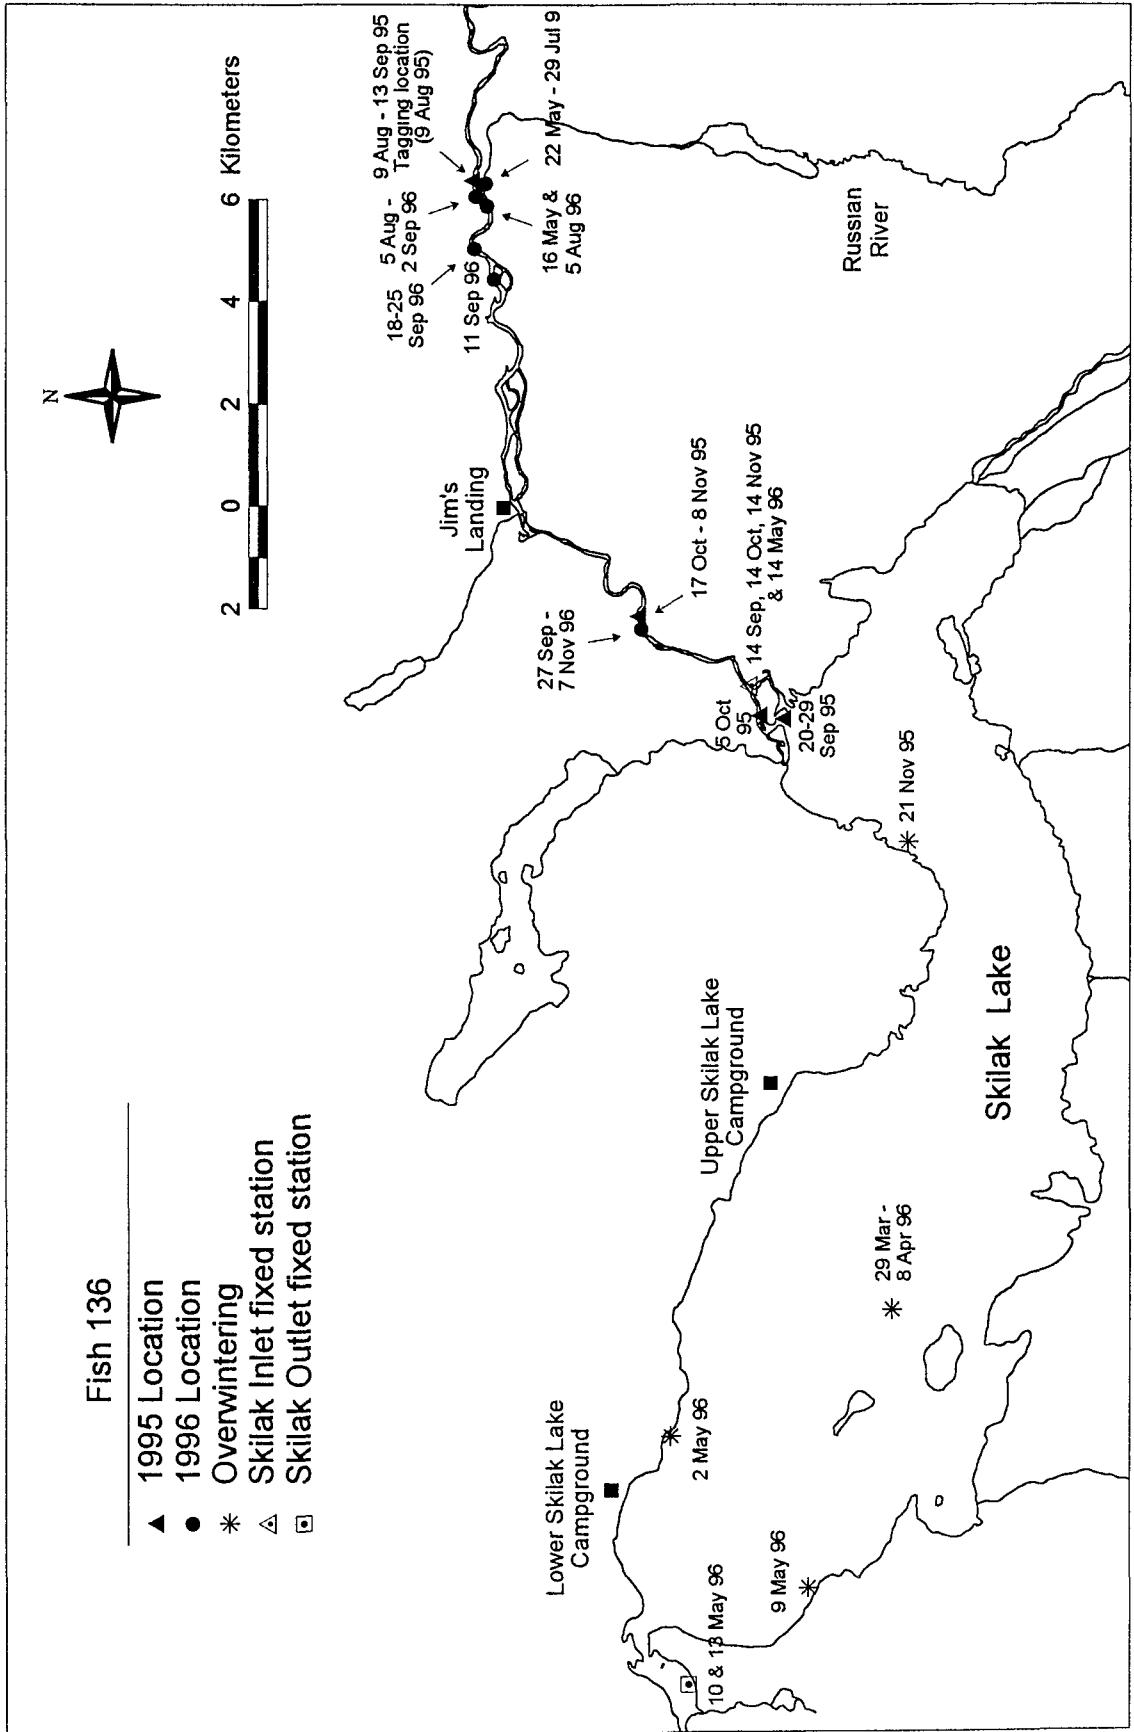 Fish 136
1995 Location
1996 Location
Overwintering
Skilak Inlet fixed station
Skilak Outlet fixed station
N
2
0
2
4
6
Kilometers
Lower Skilak Lake
Campground
10 & 13 May 96
9 May 96
2 May 96
29 Mar -
8 Apr 96
Upper Skilak Lake
Campground
Skilak Lake
21 Nov 95
5 Oct
95
20-29
Sep 95
14 Sep, 14 Oct, 14 Nov 95
& 14 May 96
27 Sep -
7 Nov 96
17 Oct - 8 Nov 95
Jim's
Landing
18-25
Sep 96
11 Sep 96
5 Aug -
2 Sep 96
16 May &
5 Aug 96
9 Aug - 13 Sep 95
Tagging location
(9 Aug 95)
22 May - 29 Jul 9
Russian
River